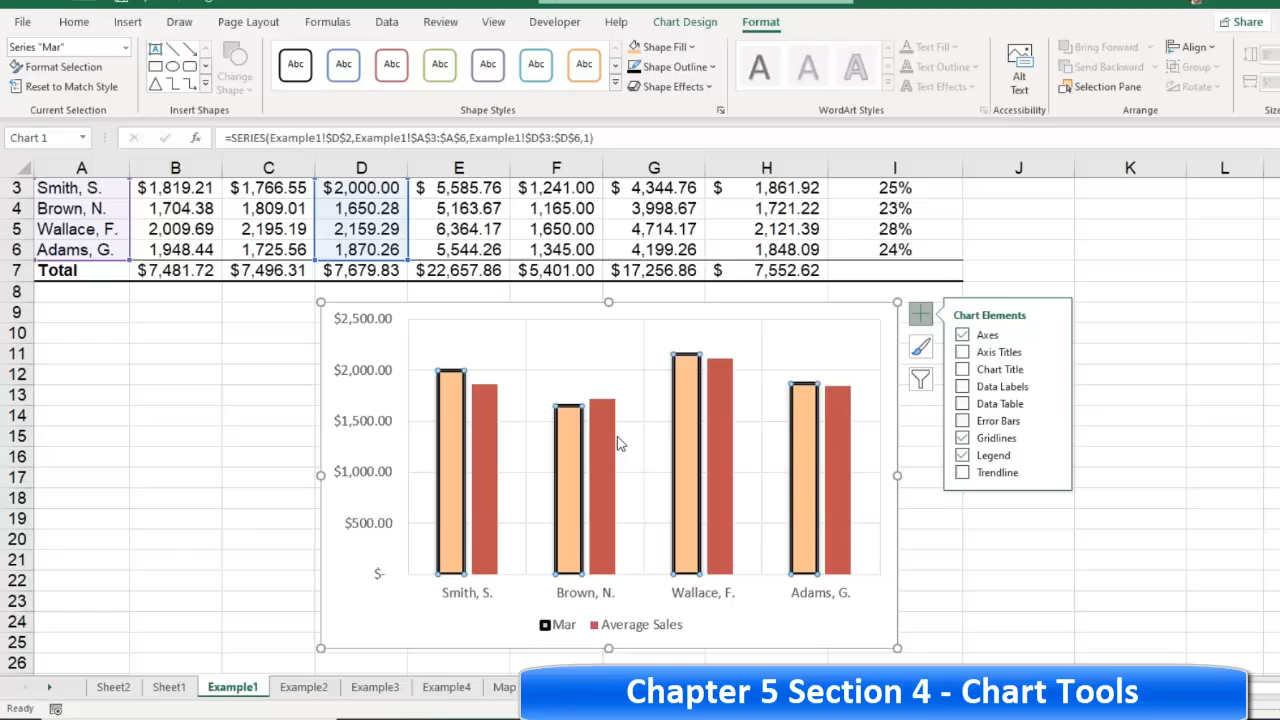 File Home Insert Draw Page Layout Formulas Data Review View Developer Help Chart Design Format Share
Series "Mar"
Format Selection
Reset to Match Style
Current Selection
Change
Shape
Insert Shapes
Abc Abc Abc Abc Abc Abc Abc
Shape Fill
Shape Outline
Shape Effects
Shape Styles
A A A
Text Fill
Text Outline
Text Effects
WordArt Styles
Alt
Text
Accessibility
Bring Forward
Send Backward
Selection Pane
Align
Group
Rotate
Arrange
Chart 1 fx =SERIES(Example1!$D$2,Example1!$A$3:$A$6,Example1!$D$3:$D$6,1)
A B C D E F G H I J K L
3 Smith, S. $1,819.21 $1,766.55 $2,000.00 $ 5,585.76 $1,241.00 $ 4,344.76 $ 1,861.92 25%
4 Brown, N. 1,704.38 1,809.01 1,650.28 5,163.67 1,165.00 3,998.67 1,721.22 23%
5 Wallace, F. 2,009.69 2,195.19 2,159.29 6,364.17 1,650.00 4,714.17 2,121.39 28%
6 Adams, G. 1,948.44 1,725.56 1,870.26 5,544.26 1,345.00 4,199.26 1,848.09 24%
7 Total $7,481.72 $7,496.31 $7,679.83 $22,657.86 $5,401.00 $17,256.86 $ 7,552.62
8
9
10
11
12
13
14
15
16
17
18
19
20
21
22
23
24
25
26
$2,500.00
$2,000.00
$1,500.00
$1,000.00
$500.00
$-
Smith, S. Brown, N. Wallace, F. Adams, G.
Mar Average Sales
Chart Elements
Axes
Axis Titles
Chart Title
Data Labels
Data Table
Error Bars
Gridlines
Legend
Trendline
Sheet2 Sheet1 Example1 Example2 Example3 Example4 Map
Ready
Chapter 5 Section 4 - Chart Tools